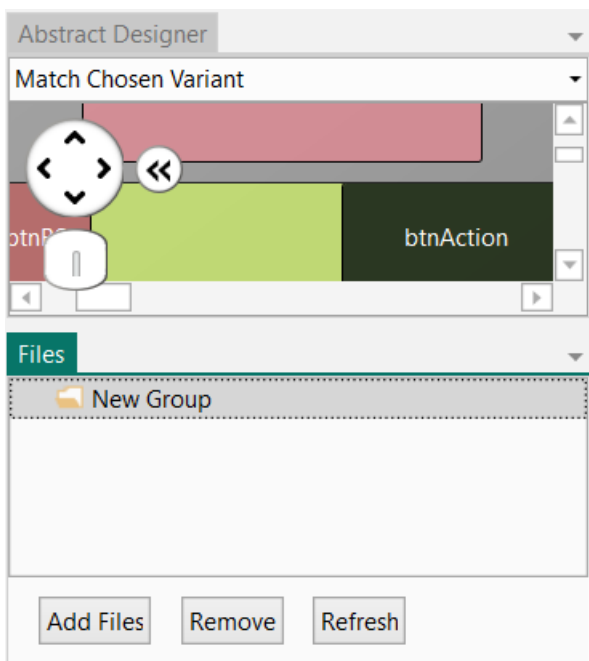 Abstract Designer
Match Chosen Variant
btnAction
Files
New Group
Add Files Remove Refresh